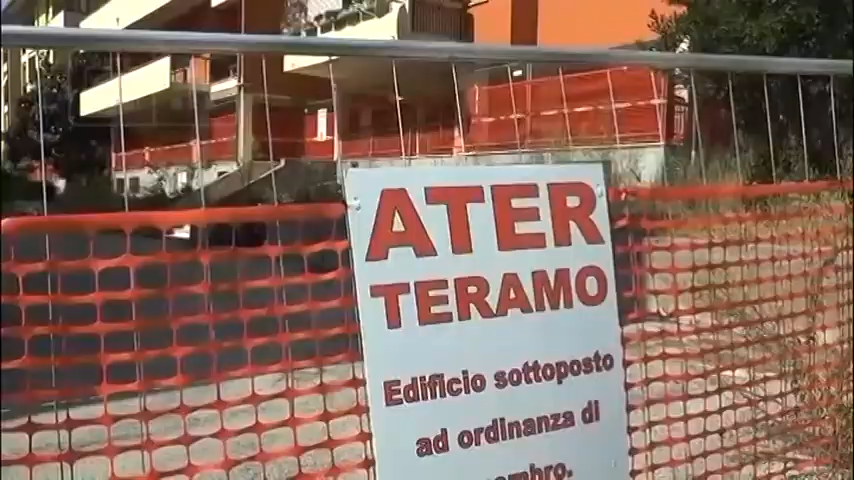 ATER
TERAMO
Edificio sottoposto
ad ordinanza di